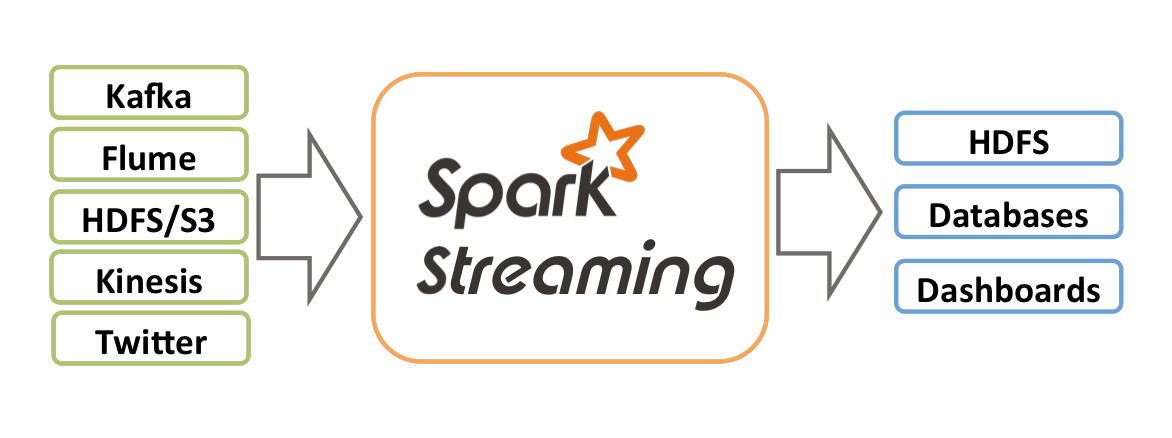 Kafka
Flume
HDFS/S3
Kinesis
Twitter
Spark
Streaming
HDFS
Databases
Dashboards